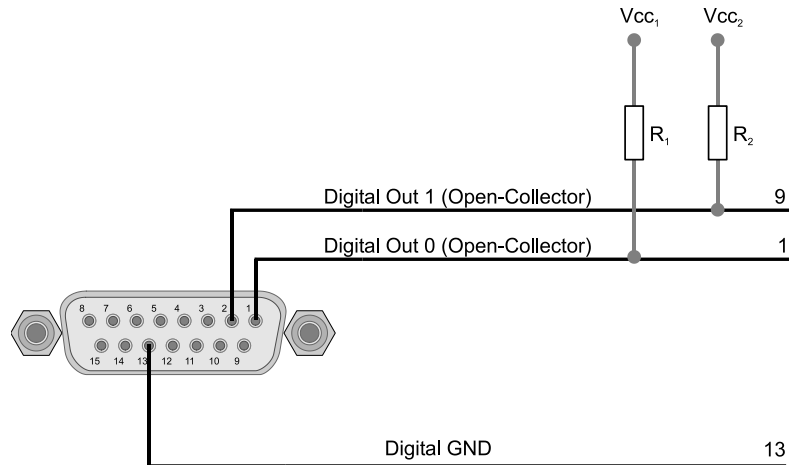 Vcc₁ Vcc₂
R₁ R₂
Digital Out 1 (Open-Collector) 9
Digital Out 0 (Open-Collector) 1
8 7 6 5 4 3 2 1
15 14 13 12 11 10 9
Digital GND 13